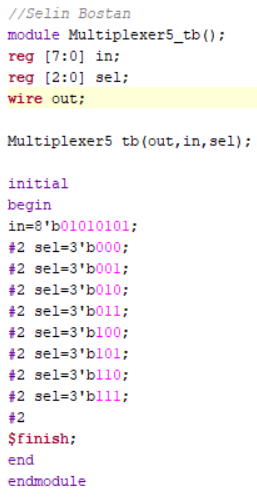 //Selin Bostan
module Multiplexer5_tb();
reg [7:0] in;
reg [2:0] sel;
wire out;
Multiplexer5 tb(out,in,sel);
initial
begin
in=8'b01010101;
#2 sel=3'b000;
#2 sel=3'b001;
#2 sel=3'b010;
#2 sel=3'b011;
#2 sel=3'b100;
#2 sel=3'b101;
#2 sel=3'b110;
#2 sel=3'b111;
#2
$finish;
end
endmodule